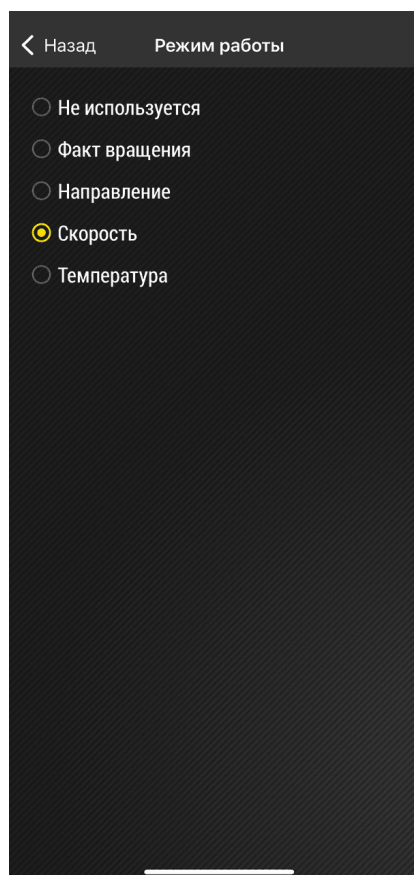 Назад
Режим работы
Не используется
Факт вращения
Направление
Скорость
Температура